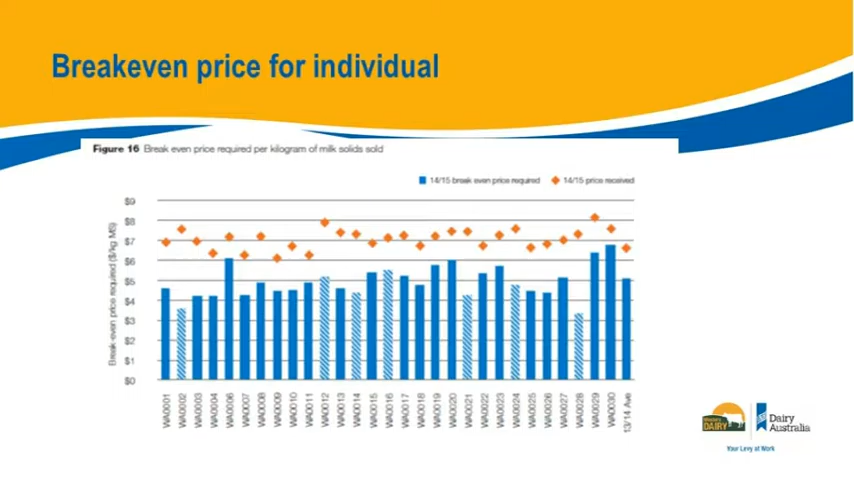 Breakeven price for individual
Figure 16 Break even price required per kilogram of milk solids sold
14/15 break even price required 14/15 price received
Break-even price required ($/kg MS)
$9
$8
$7
$6
$5
$4
$3
$2
$1
$0
WA0001 WA0002 WA0003 WA0004 WA0006 WA0007 WA0008 WA0009 WA0010 WA0011 WA0012 WA0013 WA0014 WA0015 WA0016 WA0017 WA0018 WA0019 WA0020 WA0021 WA0022 WA0023 WA0024 WA0025 WA0026 WA0027 WA0028 WA0029 WA0030 13/14 Ave
Western
DAIRY
Dairy
Australia
Your Levy at Work